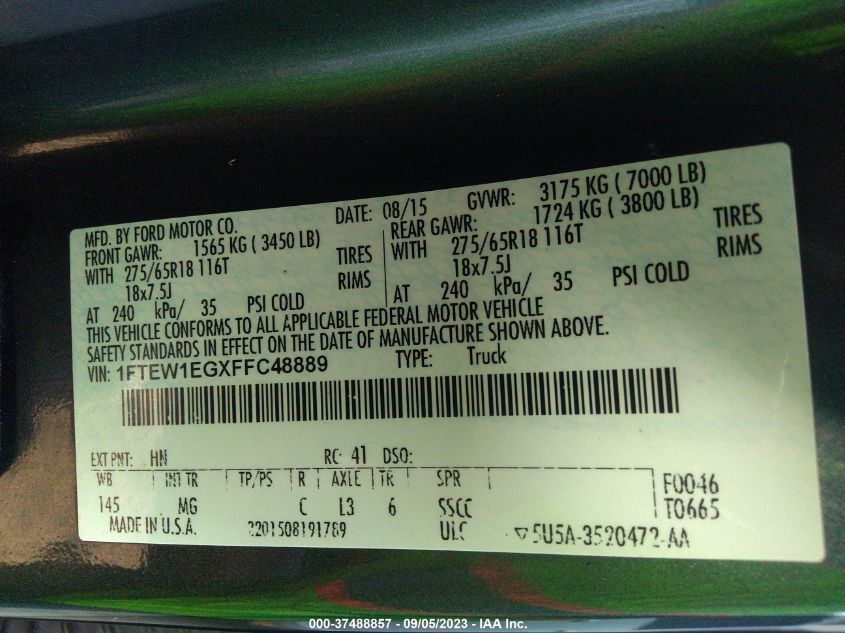 MFD. BY FORD MOTOR CO. DATE: 08/15 GVWR: 3175 KG ( 7000 LB)
FRONT GAWR: 1565 KG ( 3450 LB) REAR GAWR: 1724 KG ( 3800 LB)
WITH 275/65R18 116T TIRES WITH 275/65R18 116T TIRES
18x7.5J RIMS 18x7.5J RIMS
AT 240 kPa/ 35 PSI COLD AT 240 kPa/ 35 PSI COLD
THIS VEHICLE CONFORMS TO ALL APPLICABLE FEDERAL MOTOR VEHICLE
SAFETY STANDARDS IN EFFECT ON THE DATE OF MANUFACTURE SHOWN ABOVE.
VIN: 1FTEW1EGXFFC48889 TYPE: Truck
EXT PNT: HN RC: 41 DSO:
WB INT TR TP/PS R AXLE TR SPR F0046
145 MG C L3 6 SSCC T0665
MADE IN U.S.A. 2201508191789 ULC 5U5A-3520472-AA
000-37488857 - 09/05/2023 - IAA Inc.